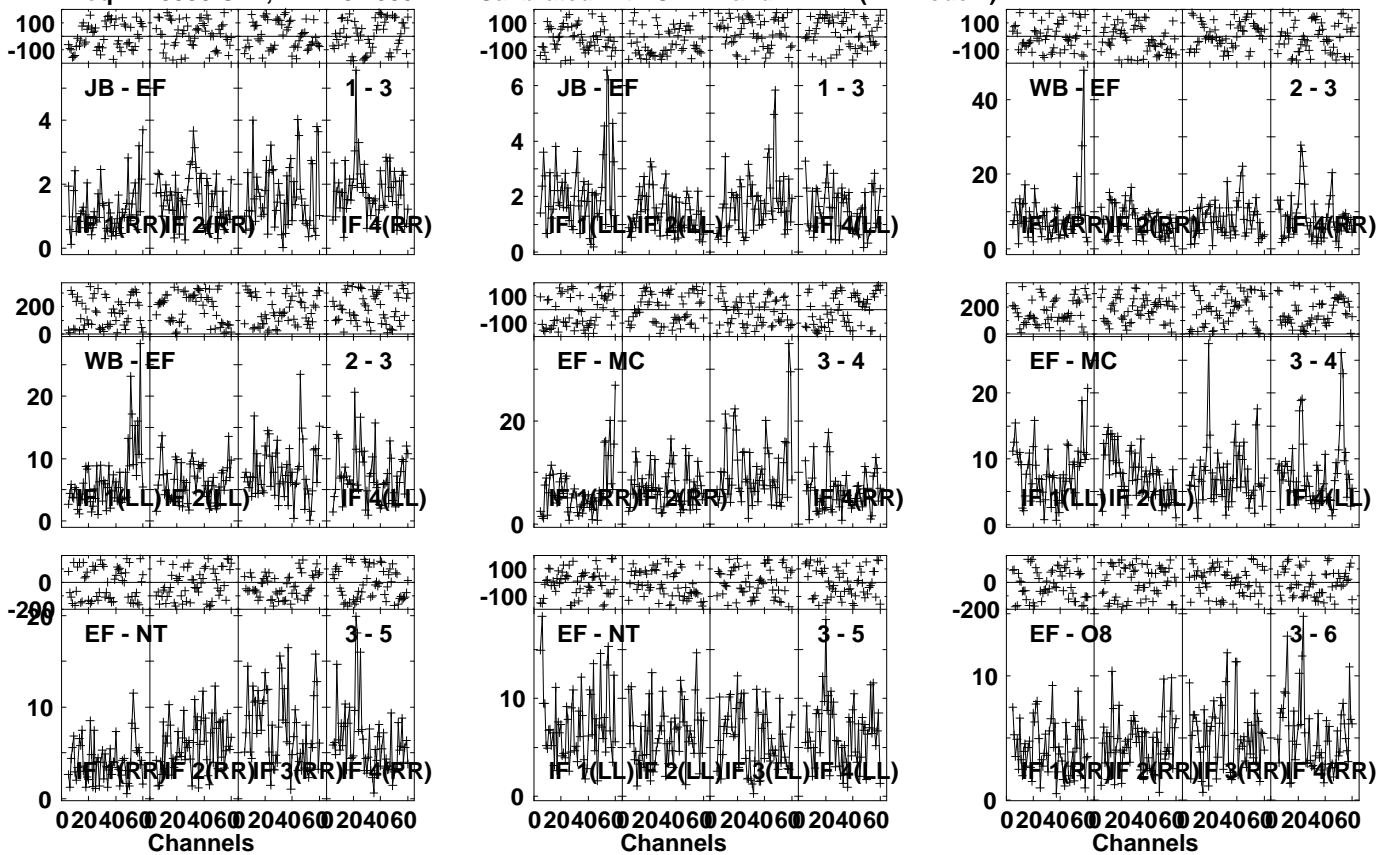 100
-100
JB - EF 1 - 3
4
2
0
IF 1(RR) IF 2(RR) IF 4(RR)
100
-100
JB - EF 1 - 3
6
4
2
0
IF 1(LL) IF 2(LL) IF 4(LL)
100
-100
WB - EF 2 - 3
40
20
0
IF 1(RR) IF 2(RR) IF 4(RR)
200
0
WB - EF 2 - 3
20
10
0
IF 1(LL) IF 2(LL) IF 4(LL)
100
-100
EF - MC 3 - 4
20
0
IF 1(RR) IF 2(RR) IF 4(RR)
200
0
EF - MC 3 - 4
20
10
0
IF 1(LL) IF 2(LL) IF 4(LL)
0
-200
20
EF - NT 3 - 5
10
0
IF 1(RR) IF 2(RR) IF 3(RR) IF 4(RR)
0 20 40 60 0 20 40 60 0 20 40 60 0 20 40 60
Channels
100
-100
EF - NT 3 - 5
10
0
IF 1(LL) IF 2(LL) IF 3(LL) IF 4(LL)
0 20 40 60 0 20 40 60 0 20 40 60 0 20 40 60
Channels
0
-200
EF - O8 3 - 6
10
0
IF 1(RR) IF 2(RR) IF 3(RR) IF 4(RR)
0 20 40 60 0 20 40 60 0 20 40 60 0 20 40 60
Channels